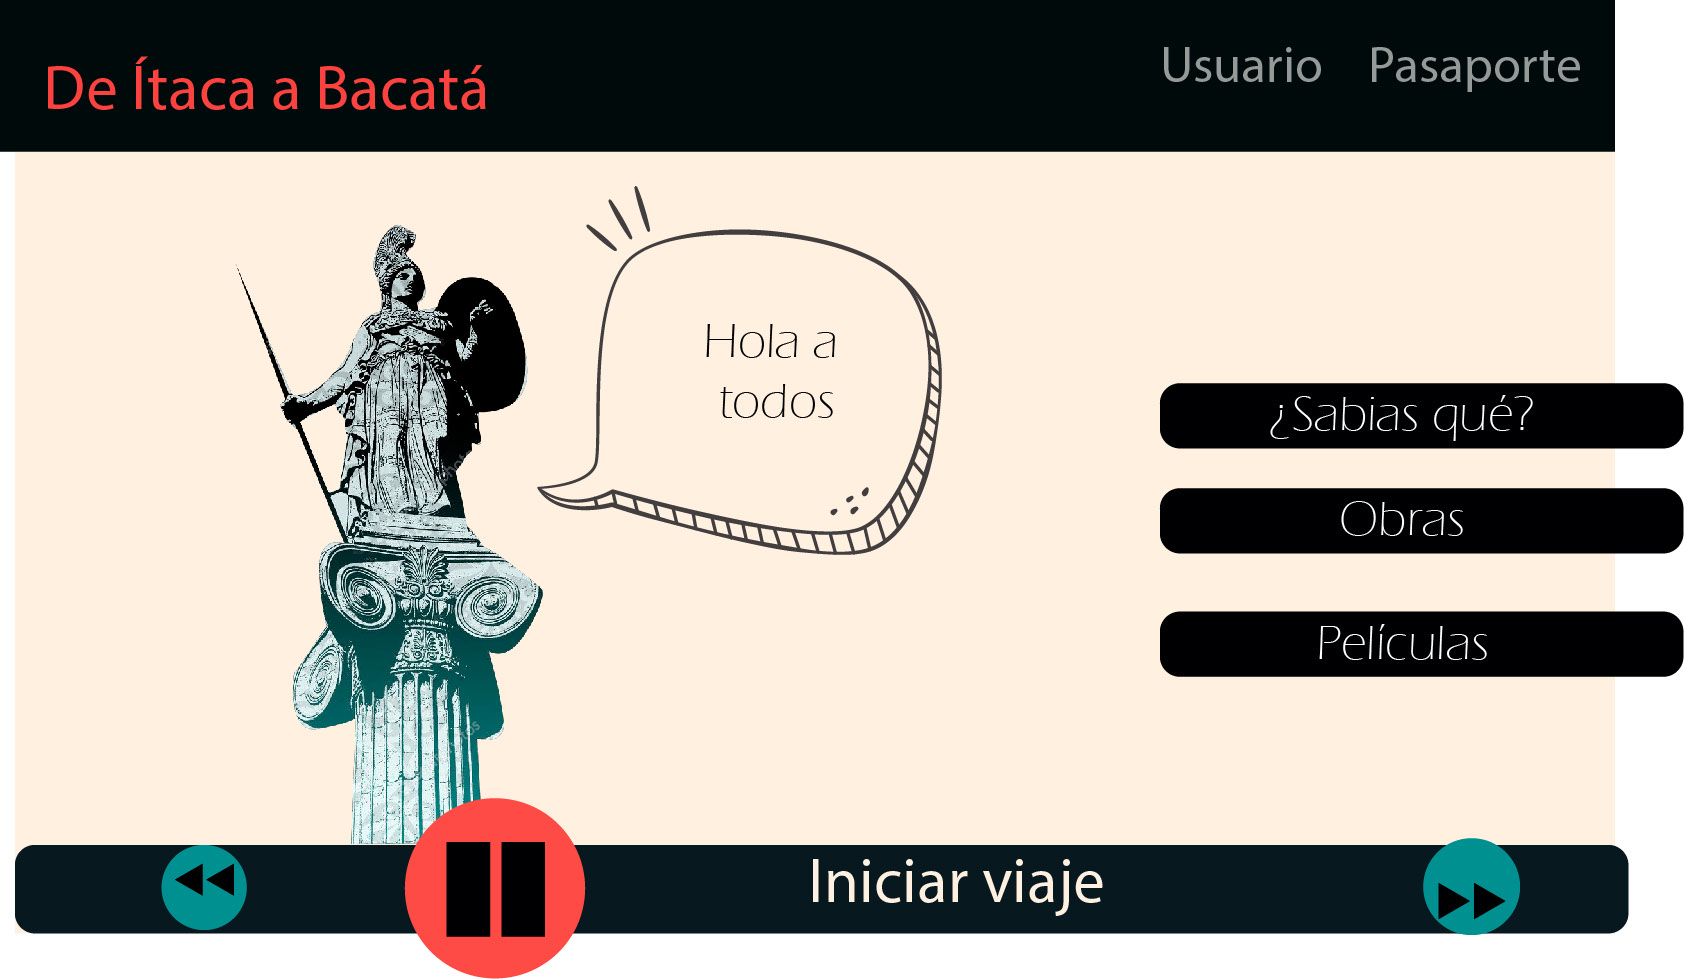 De Ítaca a Bacatá
Usuario Pasaporte
Hola a
todos
¿Sabias qué?
Obras
Películas
Iniciar viaje